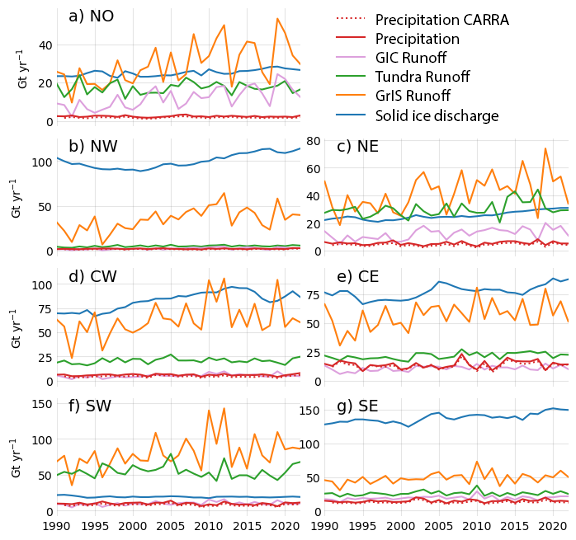 a) NO
Gt yr−1
40
20
0
Precipitation CARRA
Precipitation
GIC Runoff
Tundra Runoff
GrIS Runoff
Solid ice discharge
b) NW
Gt yr−1
100
50
0
c) NE
80
60
40
20
0
d) CW
Gt yr−1
100
75
50
25
0
e) CE
75
50
25
0
f) SW
Gt yr−1
150
100
50
0
1990 1995 2000 2005 2010 2015 2020
g) SE
150
100
50
0
1990 1995 2000 2005 2010 2015 2020